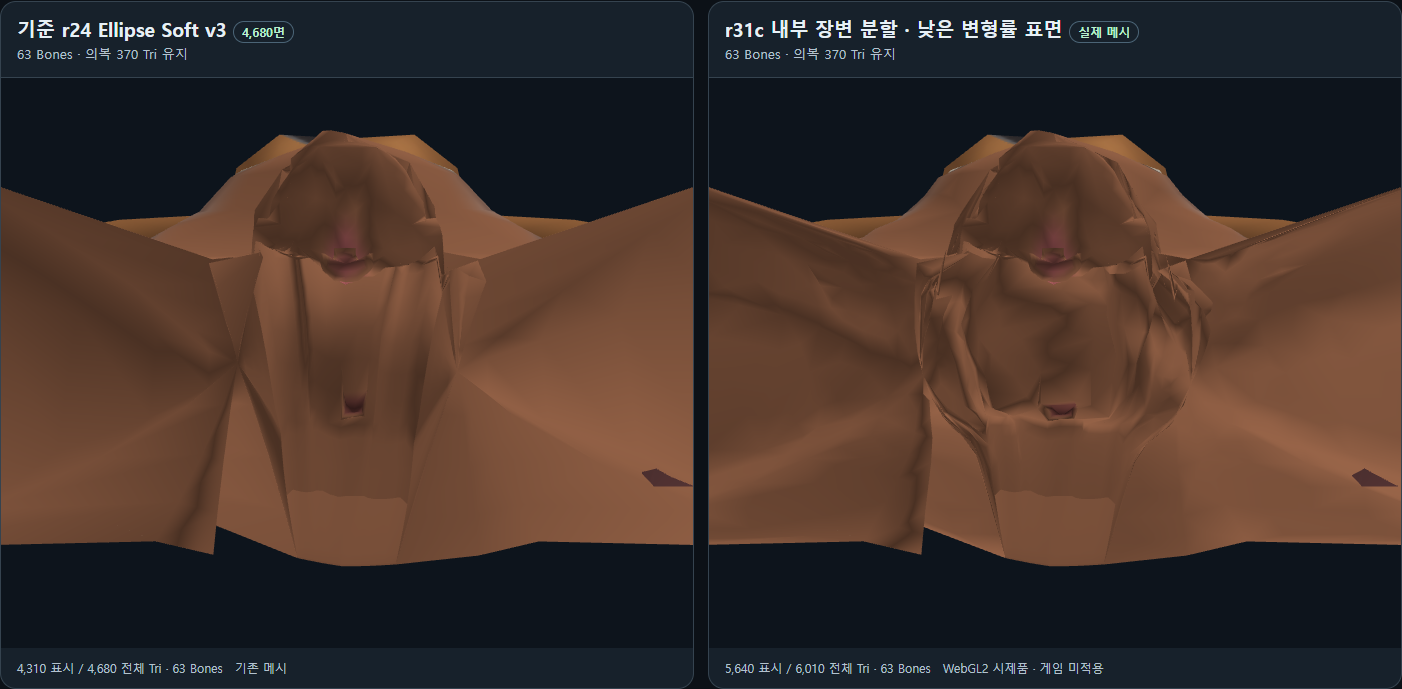 기준 r24 Ellipse Soft v3 4,680면
63 Bones · 의복 370 Tri 유지
4,310 표시 / 4,680 전체 Tri · 63 Bones 기존 메시
r31c 내부 장변 분할 · 낮은 변형률 표면 실제 메시
63 Bones · 의복 370 Tri 유지
5,640 표시 / 6,010 전체 Tri · 63 Bones WebGL2 시제품 · 게임 미적용